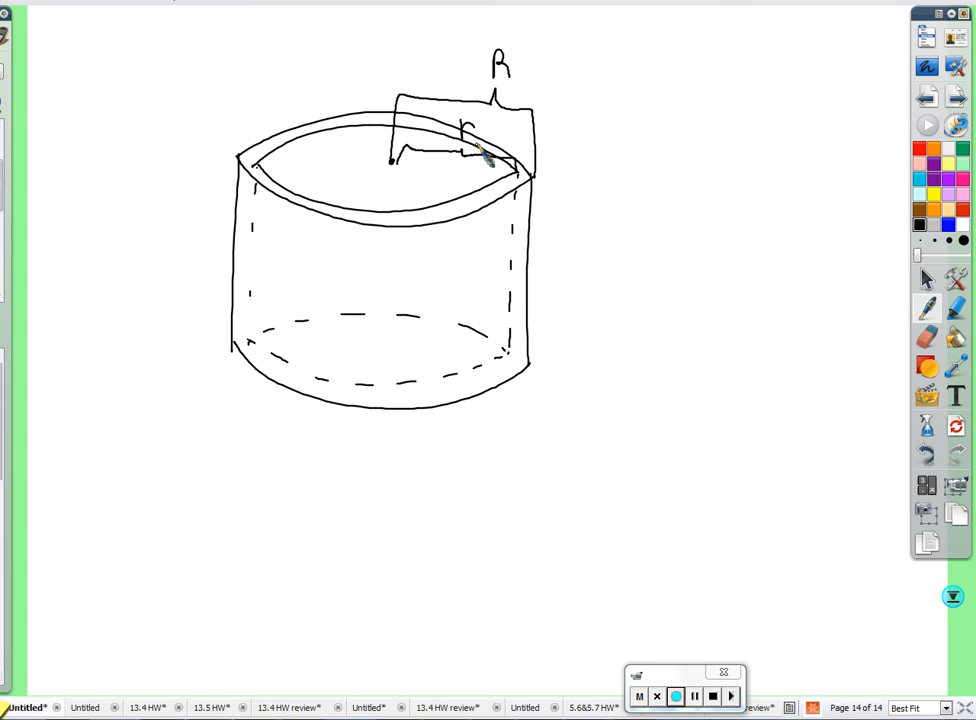 R
r
T
M
Untitled*
Untitled
13.4 HW*
13.5 HW*
13.4 HW review*
Untitled*
13.4 HW review*
Untitled
5.6&5.7 HW*
review*
Page 14 of 14
Best Fit